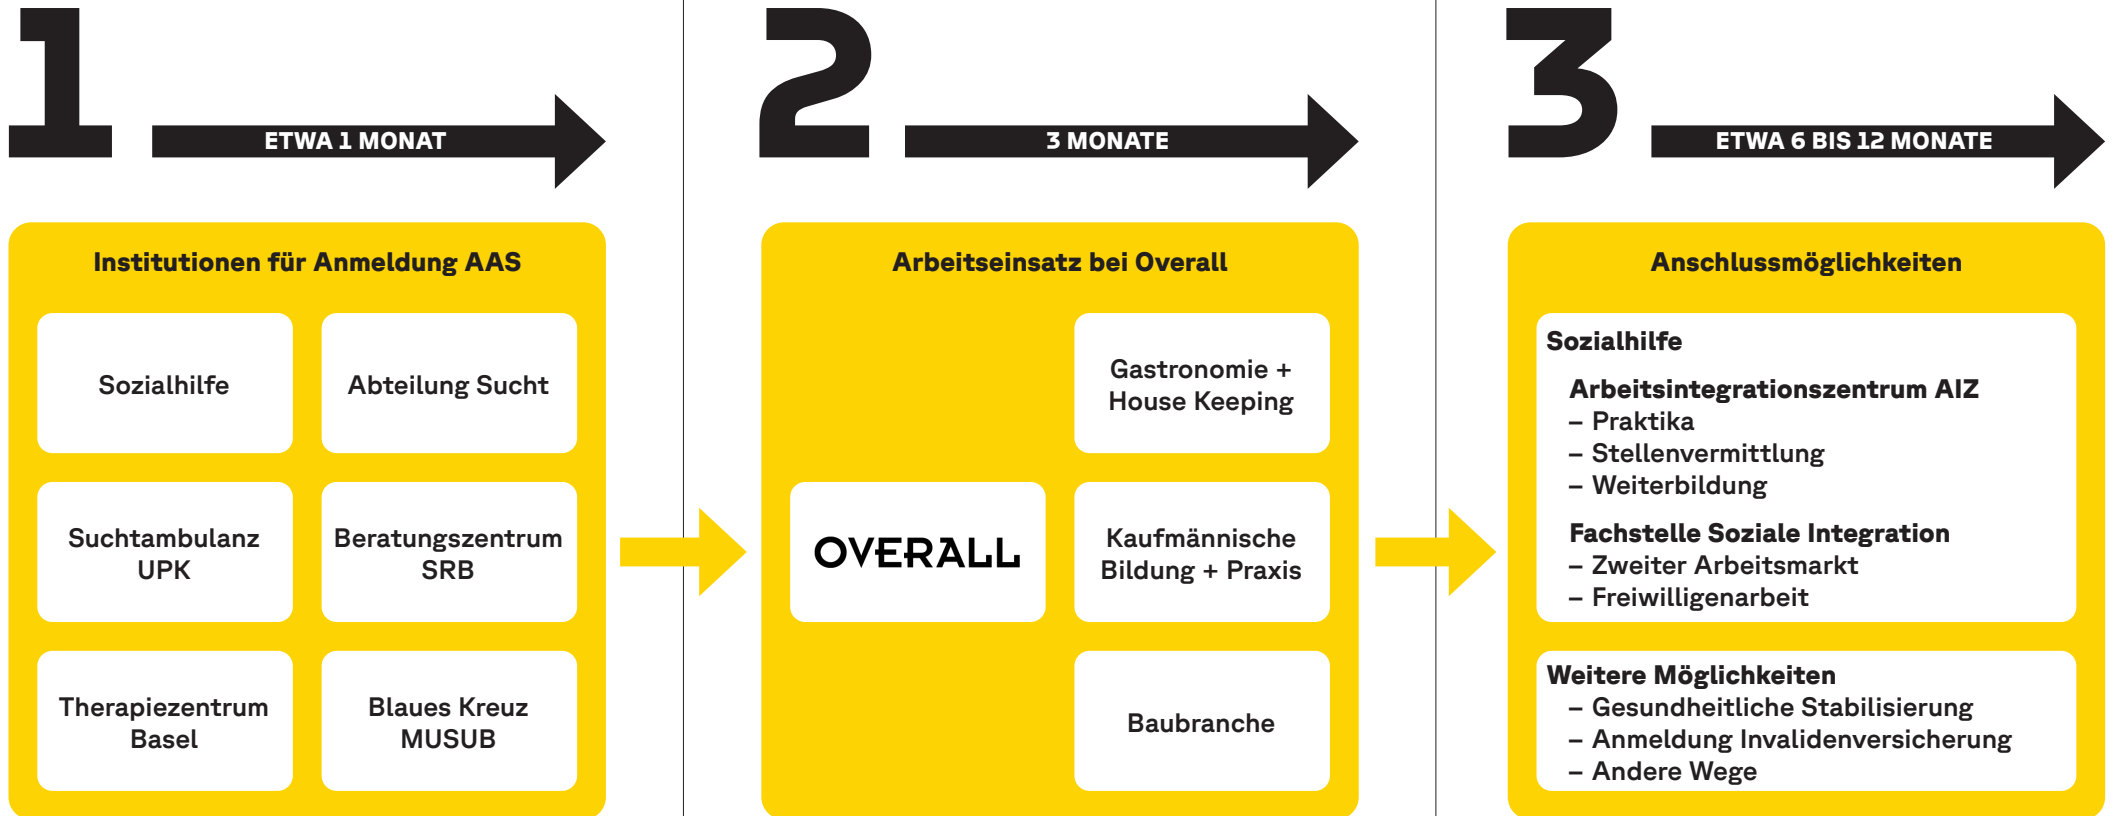 1
ETWA 1 MONAT
Institutionen für Anmeldung AAS
Sozialhilfe
Abteilung Sucht
Suchtambulanz
UPK
Beratungszentrum
SRB
Therapiezentrum
Basel
Blaues Kreuz
MUSUB
2
3 MONATE
Arbeitseinsatz bei Overall
OVERALL
Gastronomie +
House Keeping
Kaufmännische
Bildung + Praxis
Baubranche
3
ETWA 6 BIS 12 MONATE
Anschlussmöglichkeiten
Sozialhilfe
Arbeitsintegrationszentrum AIZ
– Praktika
– Stellenvermittlung
– Weiterbildung
Fachstelle Soziale Integration
– Zweiter Arbeitsmarkt
– Freiwilligenarbeit
Weitere Möglichkeiten
– Gesundheitliche Stabilisierung
– Anmeldung Invalidenversicherung
– Andere Wege